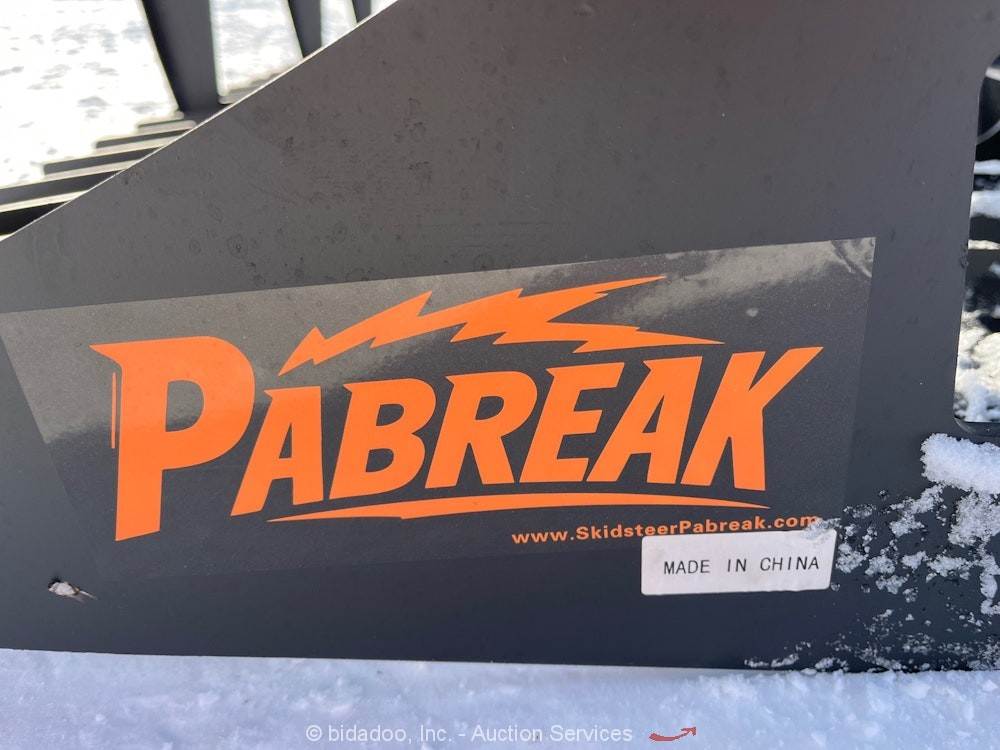 PABREAK
www.SkidsteerPabreak.com
MADE IN CHINA
© bidadoo, Inc. - Auction Services